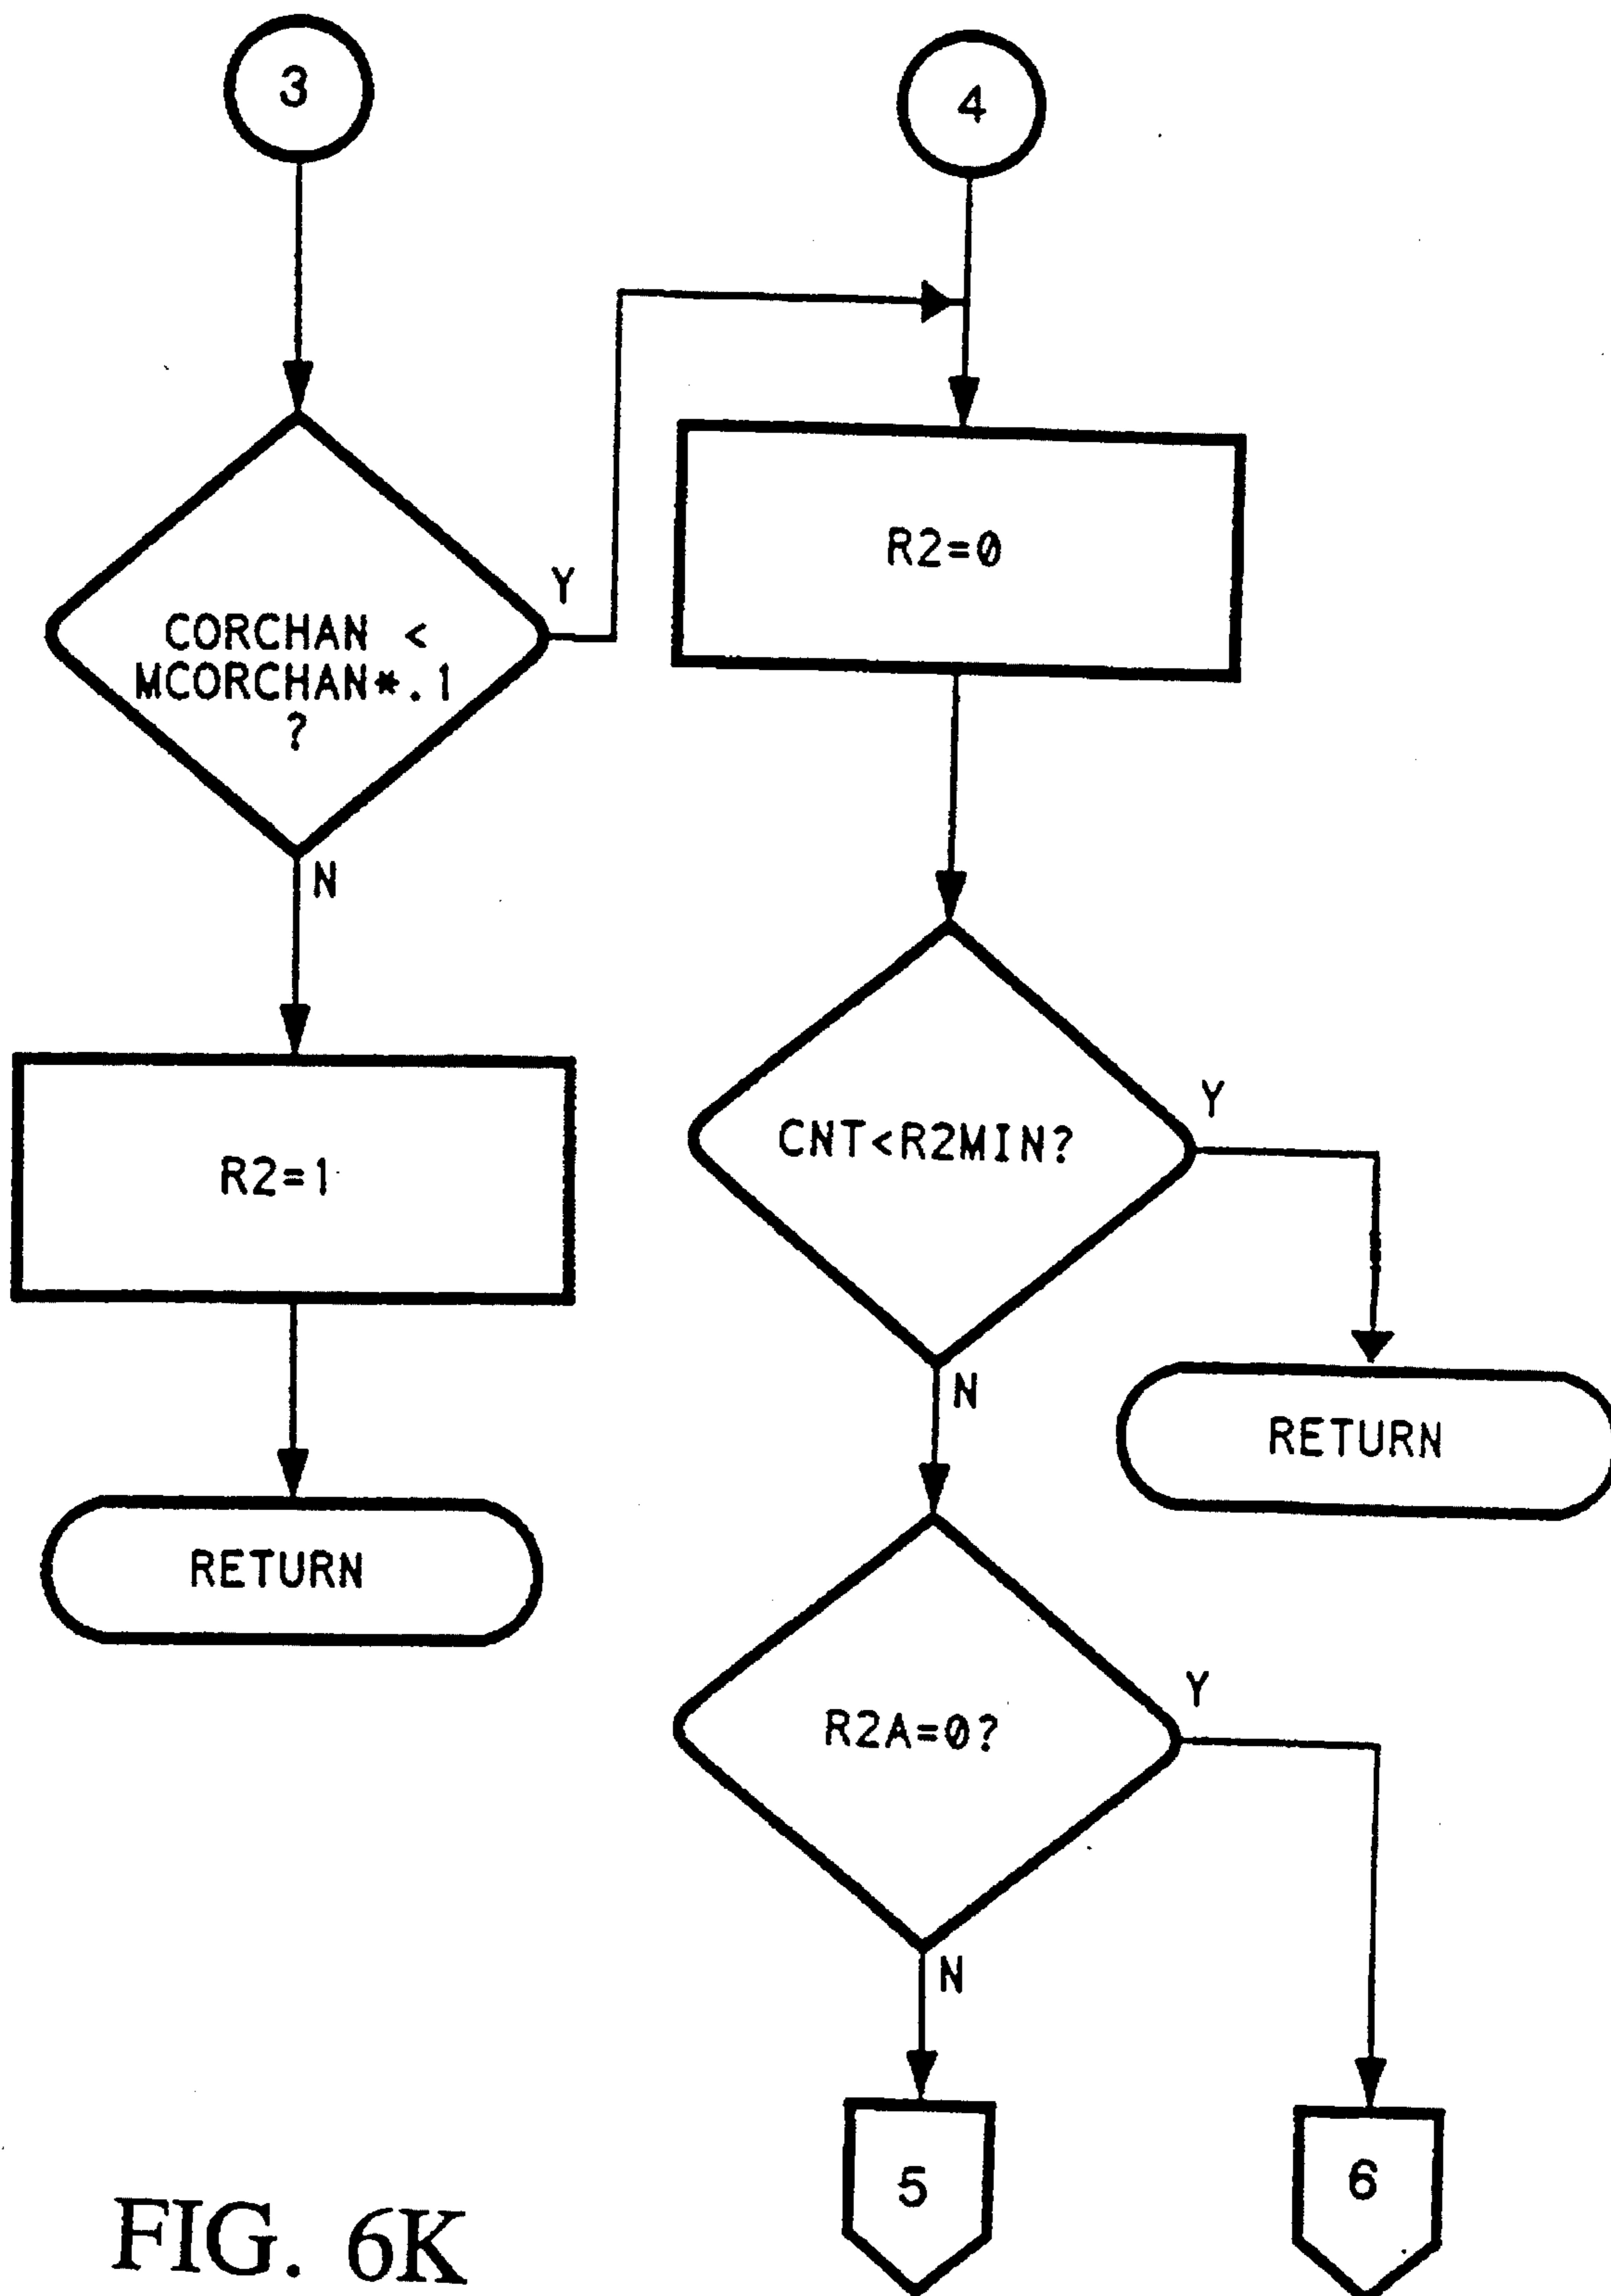 3
4
R2=0
Y
CORCHAN <
MCORCHAN*.1
?
N
R2=1
Y
CNT<R2MIN?
N
RETURN
RETURN
Y
R2A=0?
N
5
6
FIG. 6K